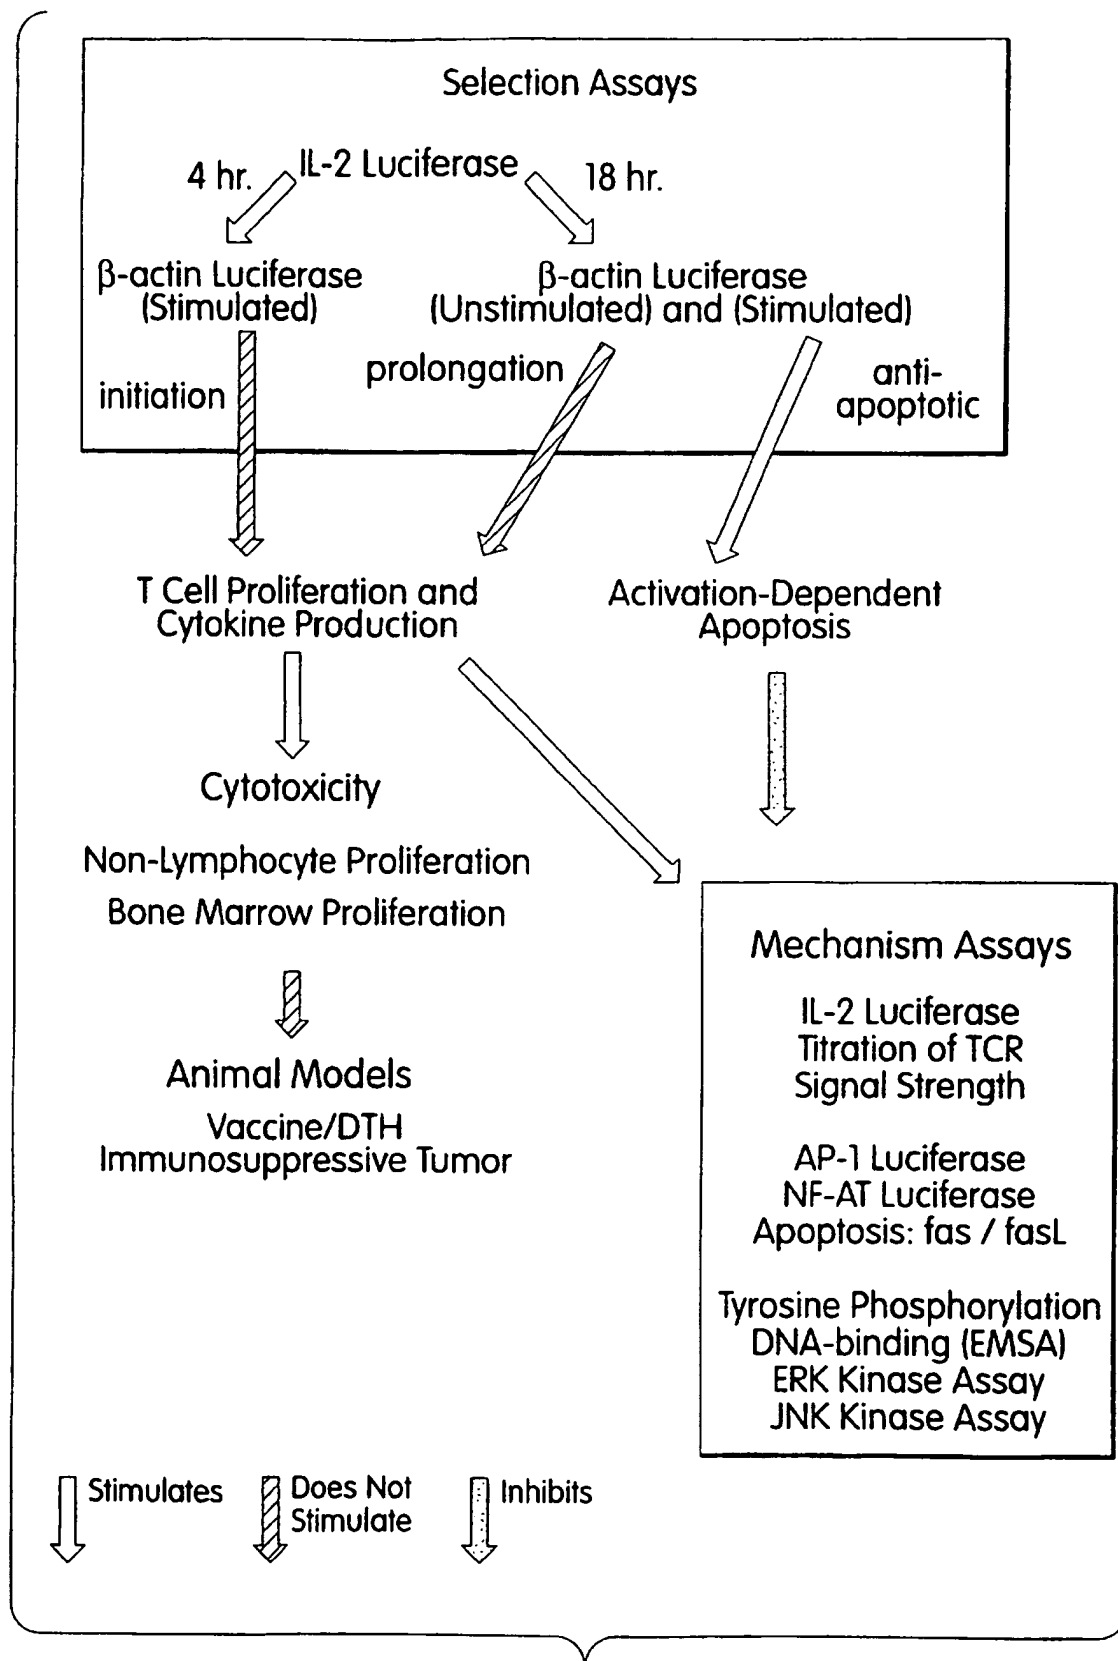 Selection Assays
4 hr.
IL-2 Luciferase
18 hr.
β-actin Luciferase
(Stimulated)
β-actin Luciferase
(Unstimulated) and (Stimulated)
initiation
prolongation
anti-
apoptotic
T Cell Proliferation and
Cytokine Production
Activation-Dependent
Apoptosis
Cytotoxicity
Non-Lymphocyte Proliferation
Bone Marrow Proliferation
Animal Models
Vaccine/DTH
Immunosuppressive Tumor
Mechanism Assays
IL-2 Luciferase
Titration of TCR
Signal Strength
AP-1 Luciferase
NF-AT Luciferase
Apoptosis: fas / fasL
Tyrosine Phosphorylation
DNA-binding (EMSA)
ERK Kinase Assay
JNK Kinase Assay
Stimulates
Does Not
Stimulate
Inhibits